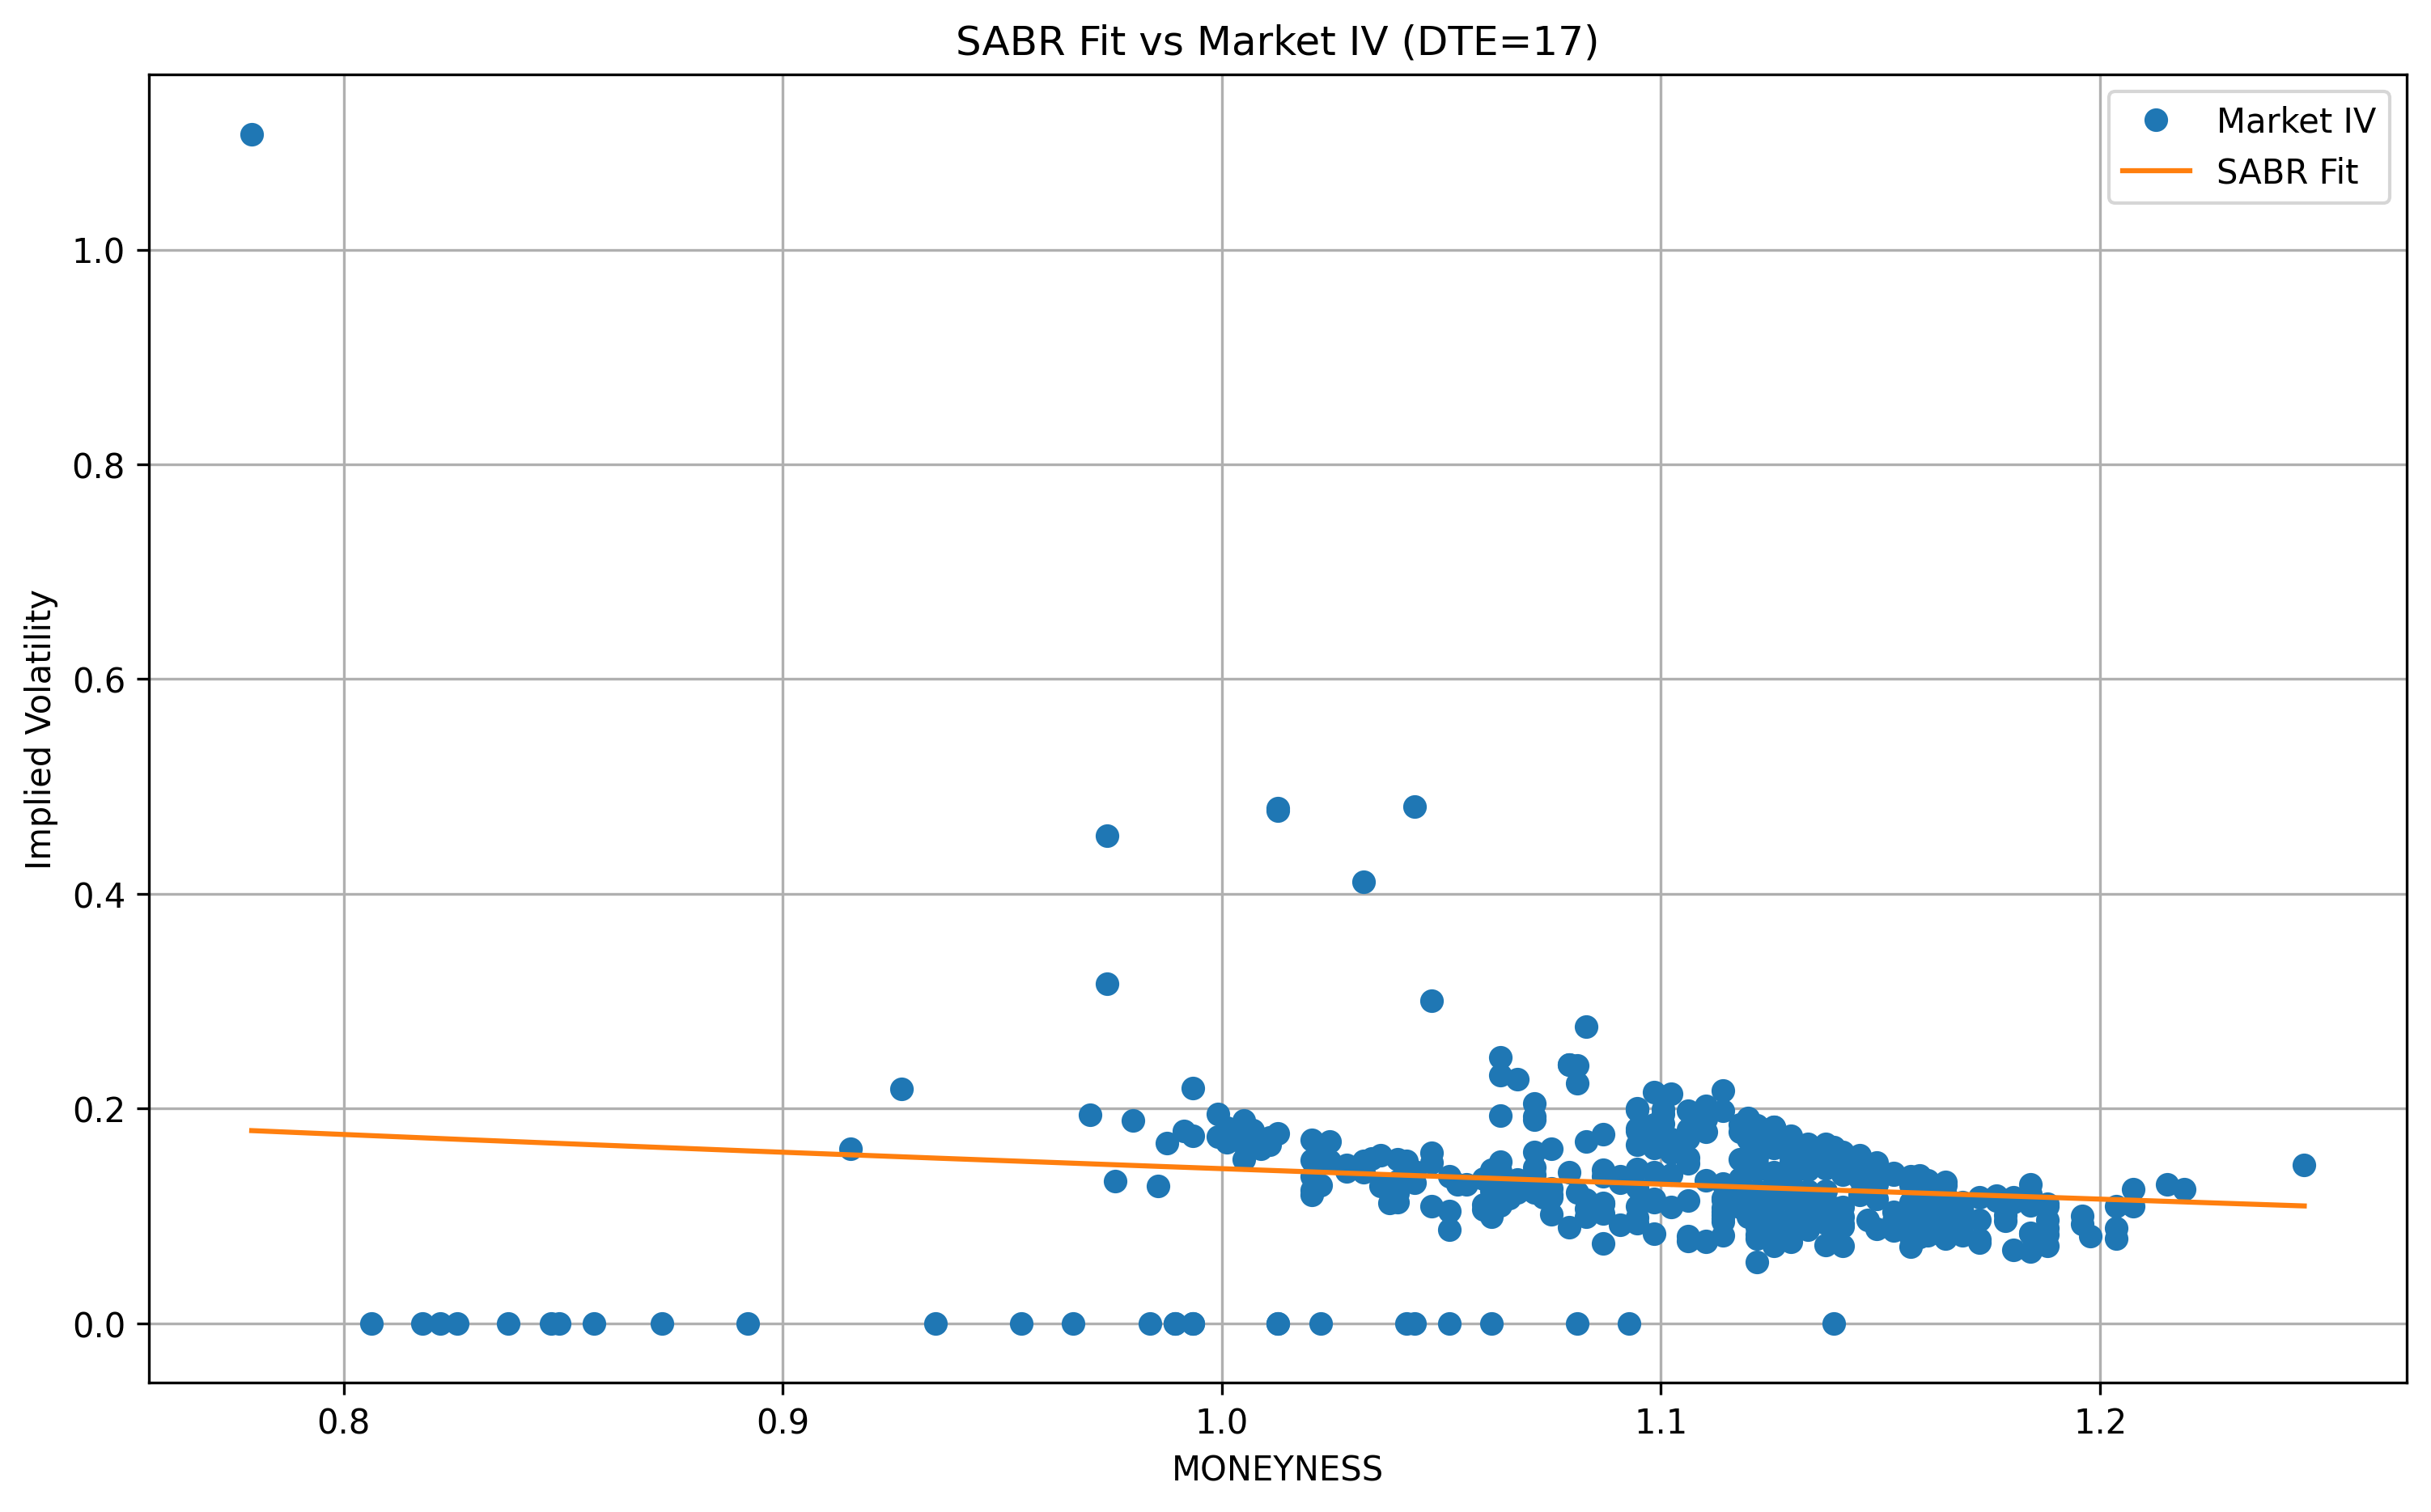 SABR Fit vs Market IV (DTE=17)
Market IV
SABR Fit
Implied Volatility
1.0
0.8
0.6
0.4
0.2
0.0
0.8 0.9 1.0 1.1 1.2
MONEYNESS